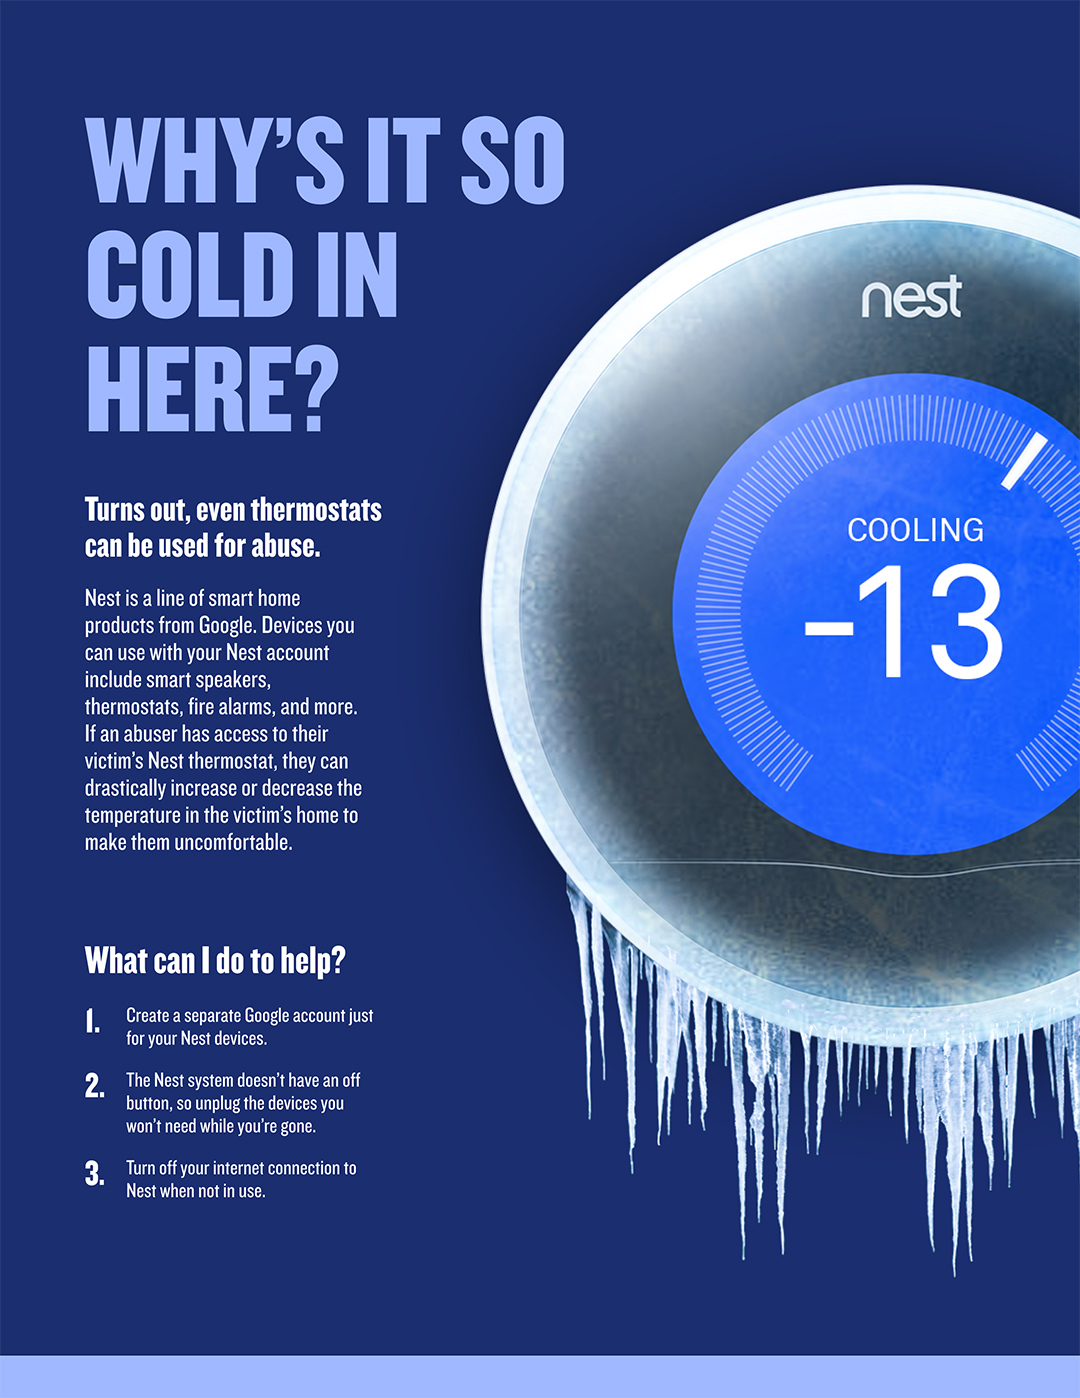 WHY'S IT SO
COLD IN
HERE?
Turns out, even thermostats
can be used for abuse.
Nest is a line of smart home
products from Google. Devices you
can use with your Nest account
include smart speakers,
thermostats, fire alarms, and more.
If an abuser has access to their
victim's Nest thermostat, they can
drastically increase or decrease the
temperature in the victim's home to
make them uncomfortable.
What can I do to help?
1. Create a separate Google account just
for your Nest devices.
2. The Nest system doesn't have an off
button, so unplug the devices you
won't need while you're gone.
3. Turn off your internet connection to
Nest when not in use.
nest
COOLING
-13